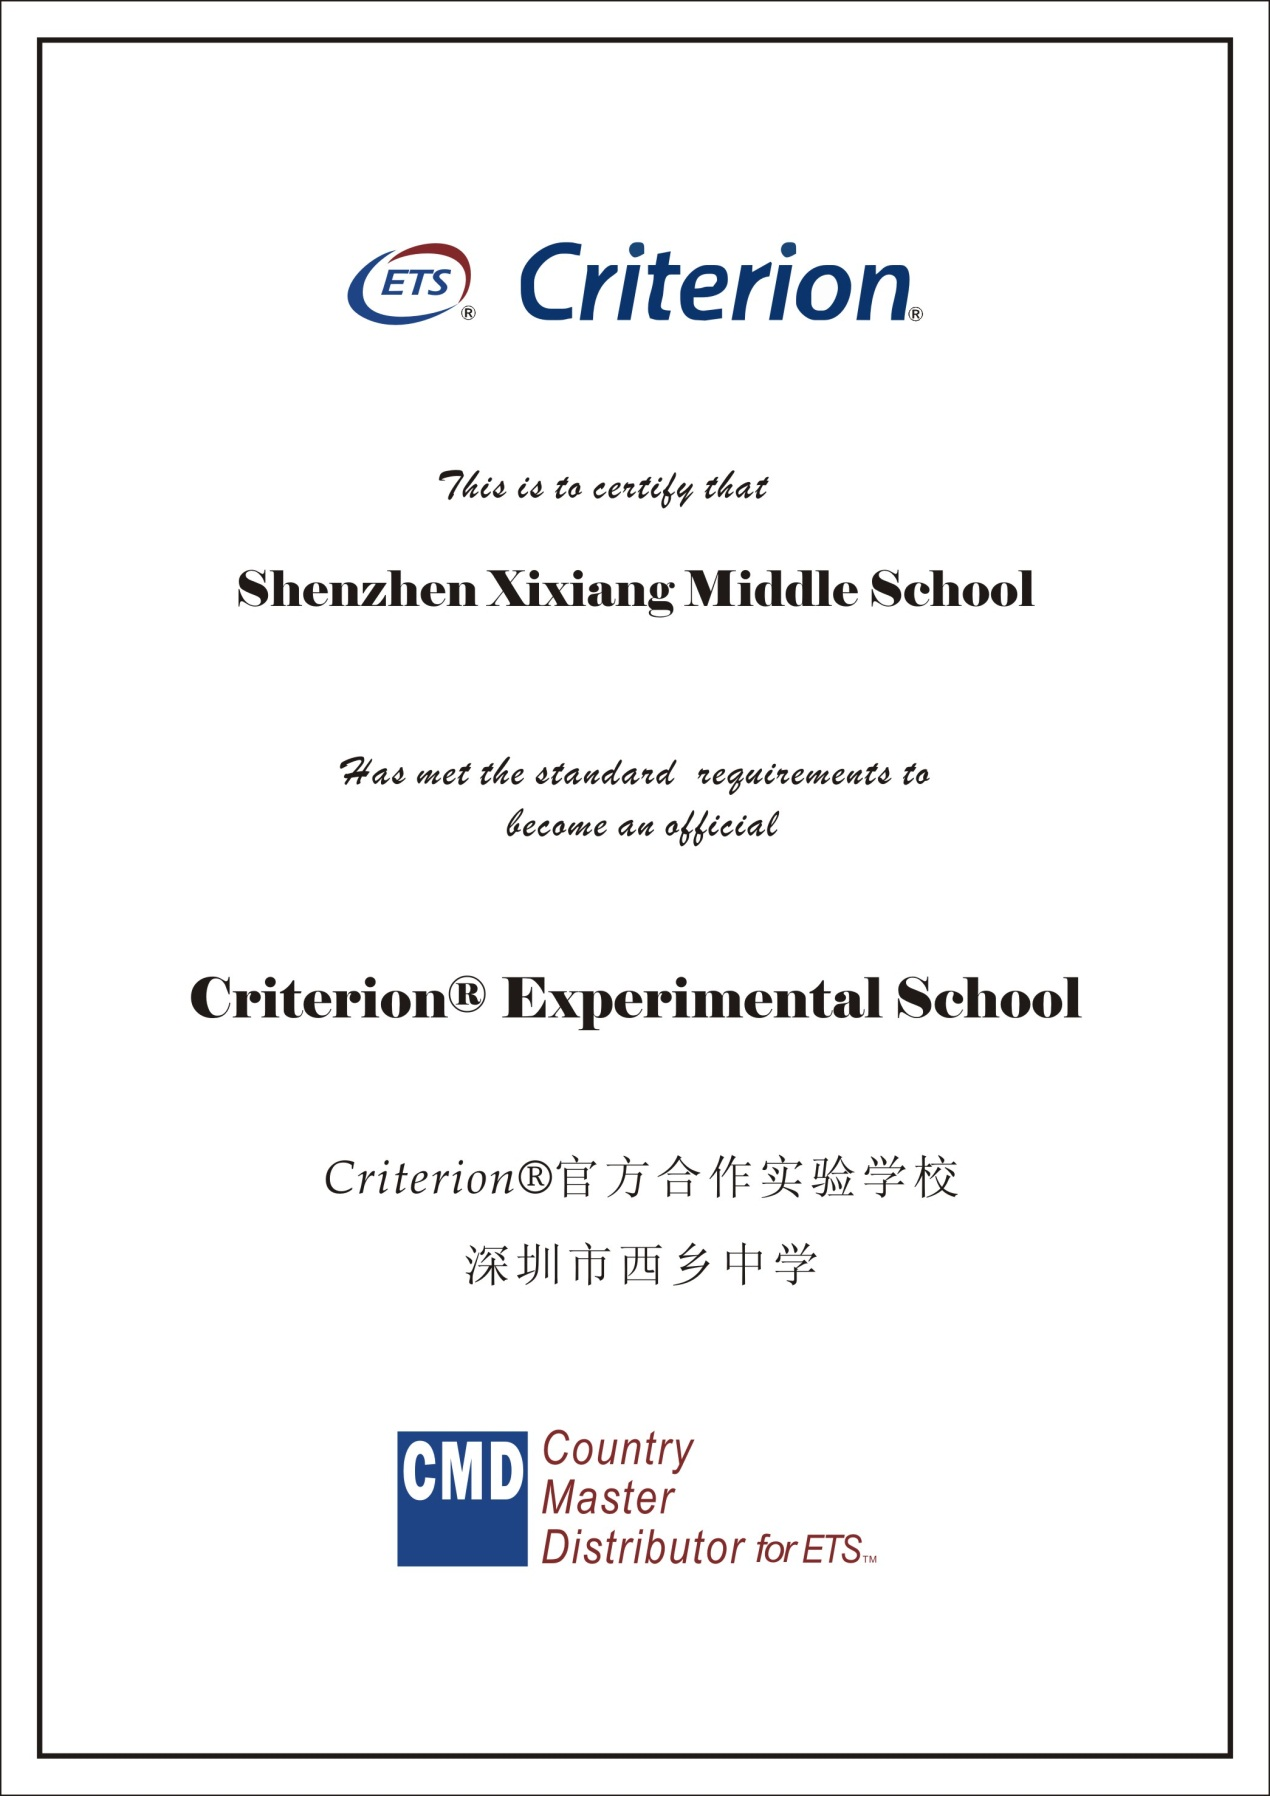 ETS® Criterion®
This is to certify that
Shenzhen Xixiang Middle School
Has met the standard requirements to
become an official
Criterion® Experimental School
Criterion®官方合作实验学校
深圳市西乡中学
CMD Country
Master
Distributor for ETS™